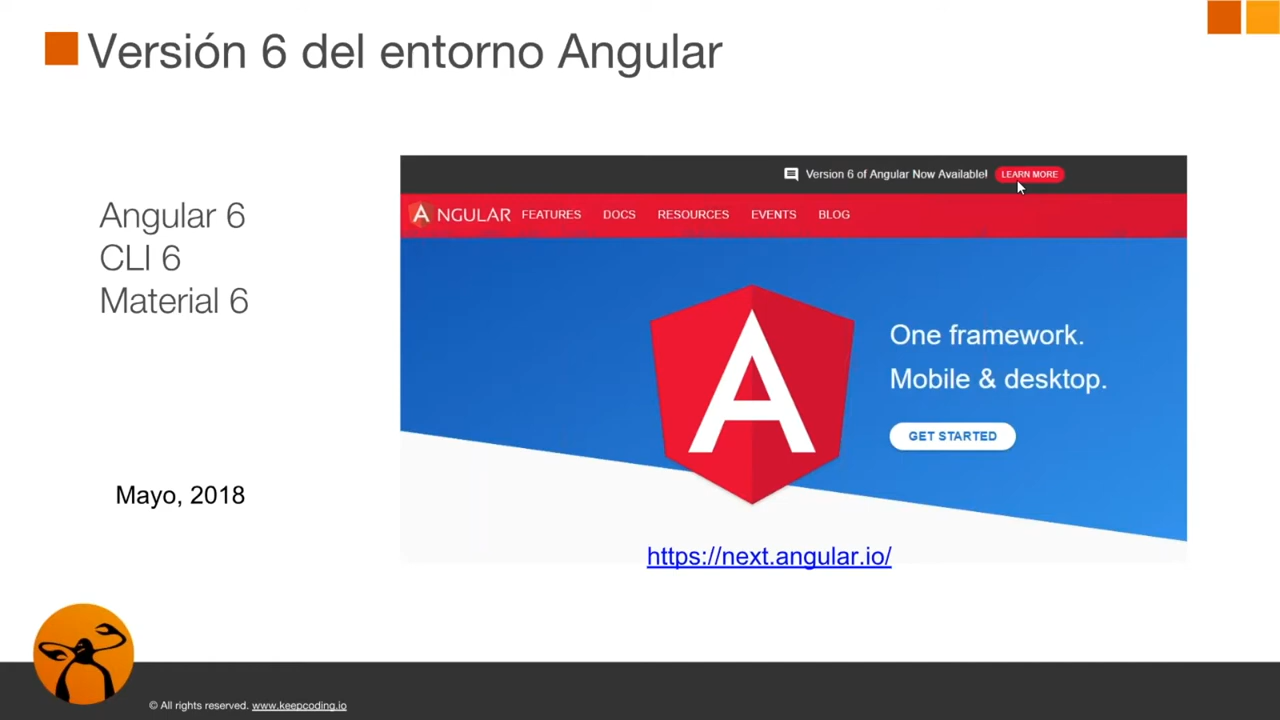 Versión 6 del entorno Angular
Angular 6
CLI 6
Material 6
Mayo, 2018
Version 6 of Angular Now Available!
LEARN MORE
ANGULAR FEATURES DOCS RESOURCES EVENTS BLOG
A
One framework.
Mobile & desktop.
GET STARTED
https://next.angular.io/
© All rights reserved. www.keepcoding.io